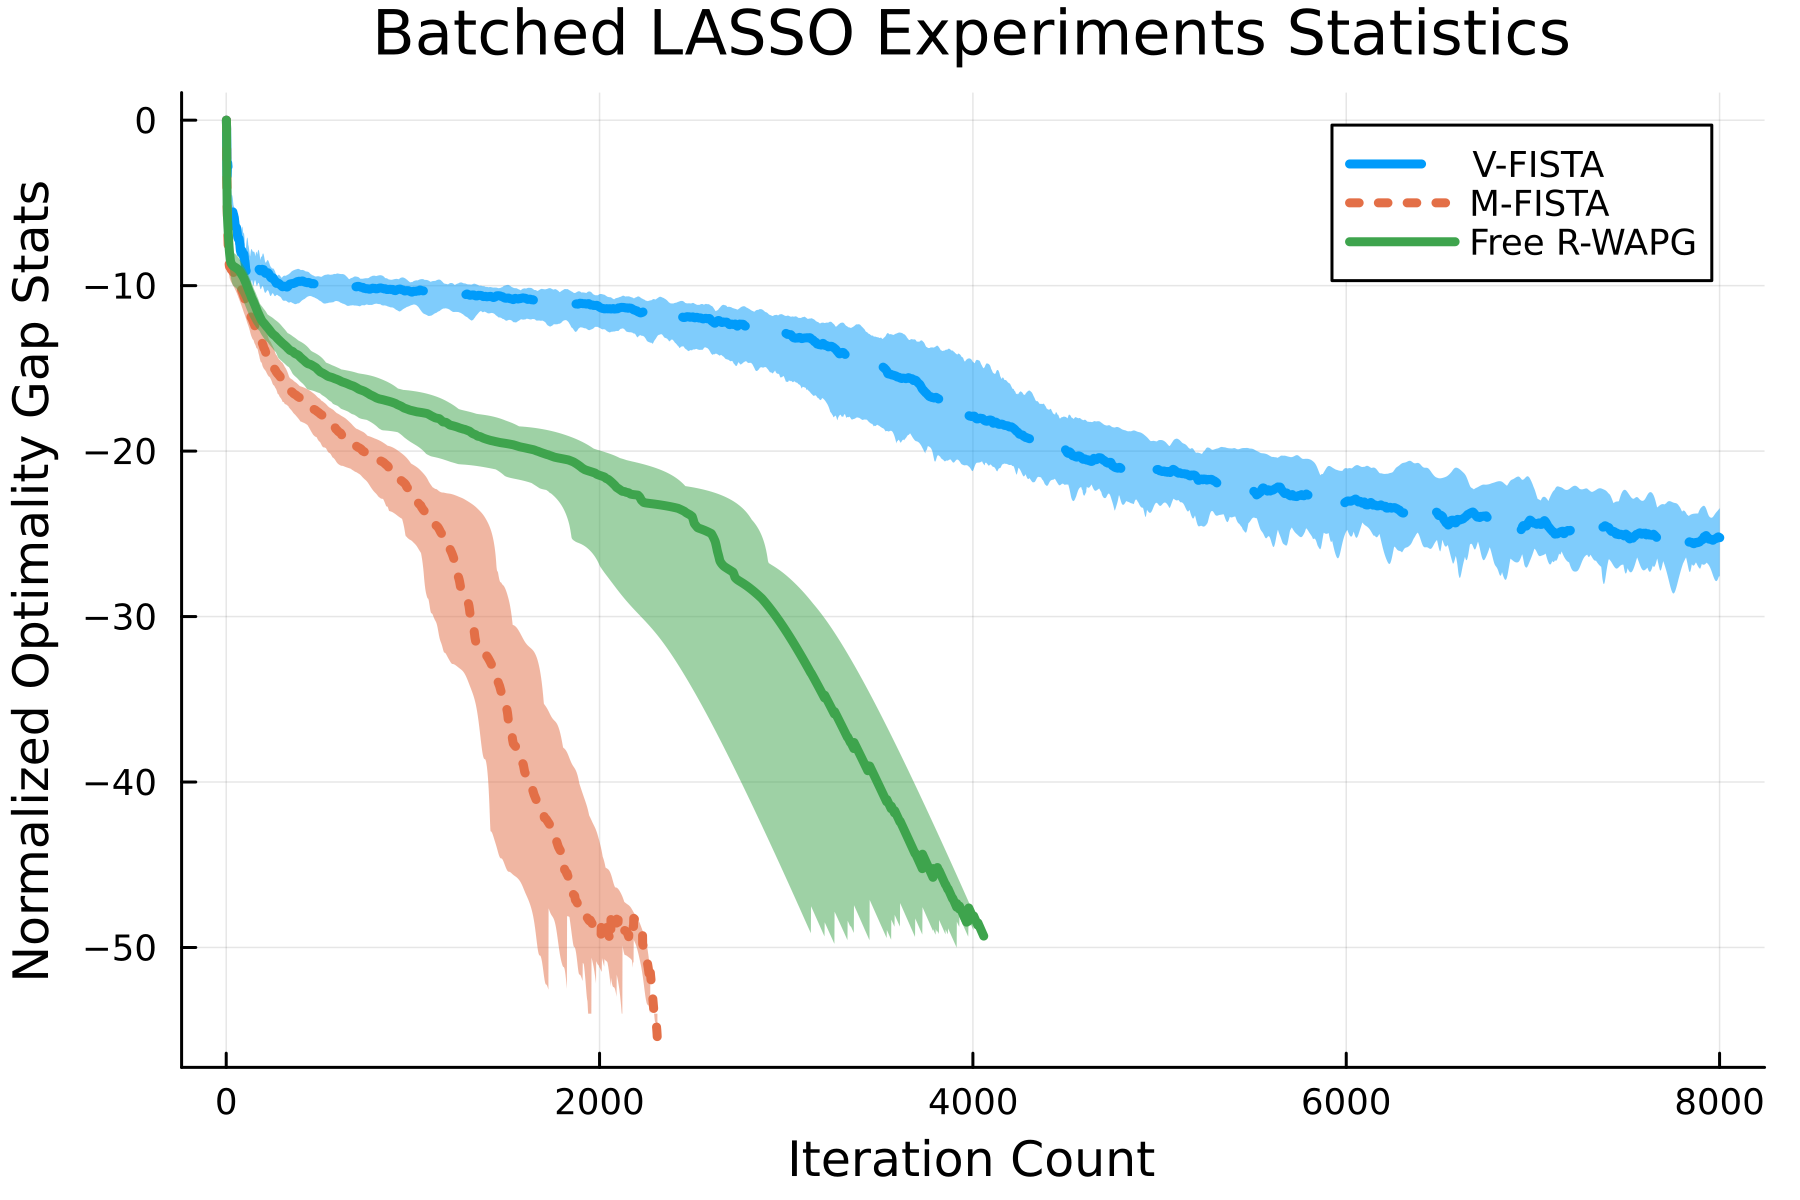 Batched LASSO Experiments Statistics
Normalized Optimality Gap Stats
0
−10
−20
−30
−40
−50
V-FISTA
M-FISTA
Free R-WAPG
0 2000 4000 6000 8000
Iteration Count